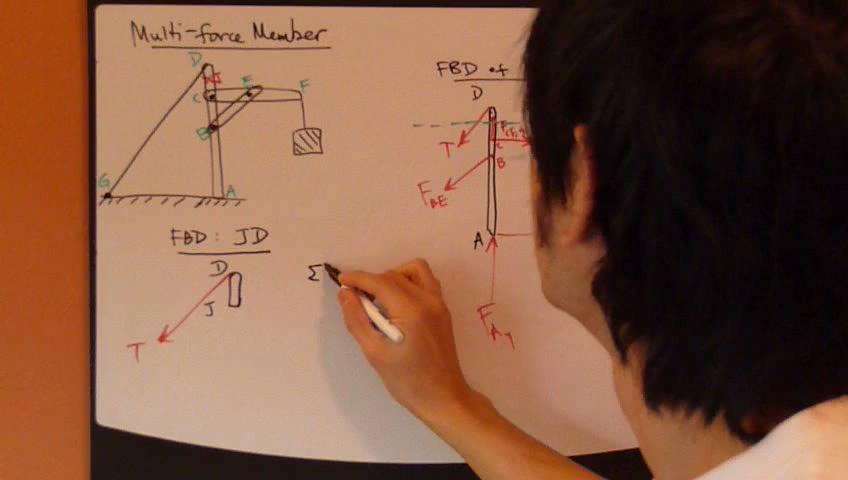 Multi-force Member
D
J
C E F
B
G A
FBD: JD
D
J
T
Σ
FBD of
D
T
C
B
F_BE
A
F_Ay